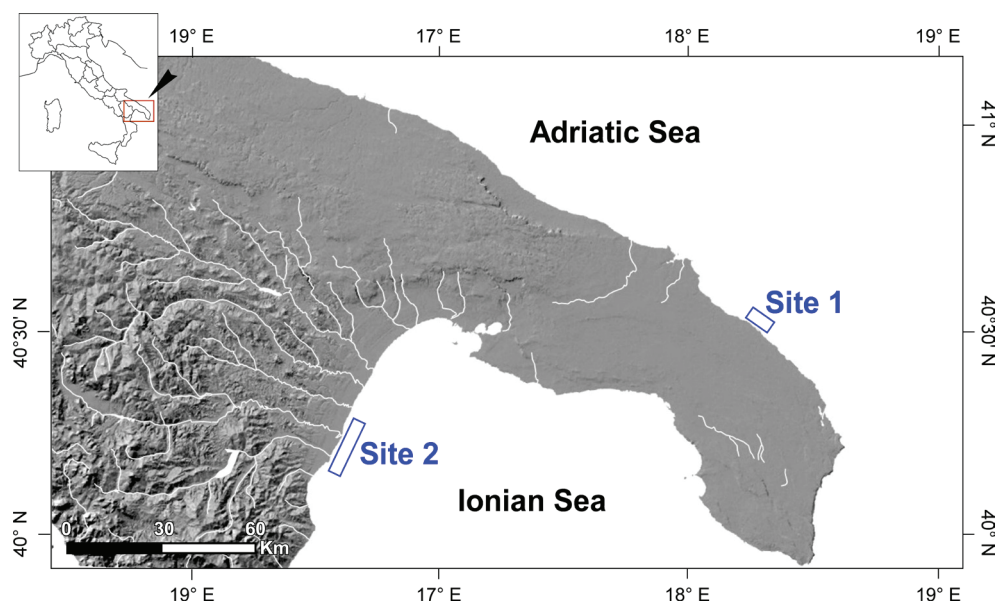 19° E 17° E 18° E 19° E
Adriatic Sea
41° N
Site 1
40°30' N
40°30' N
Site 2
Ionian Sea
0 30 60
Km
40° N
40° N
19° E 17° E 18° E 19° E